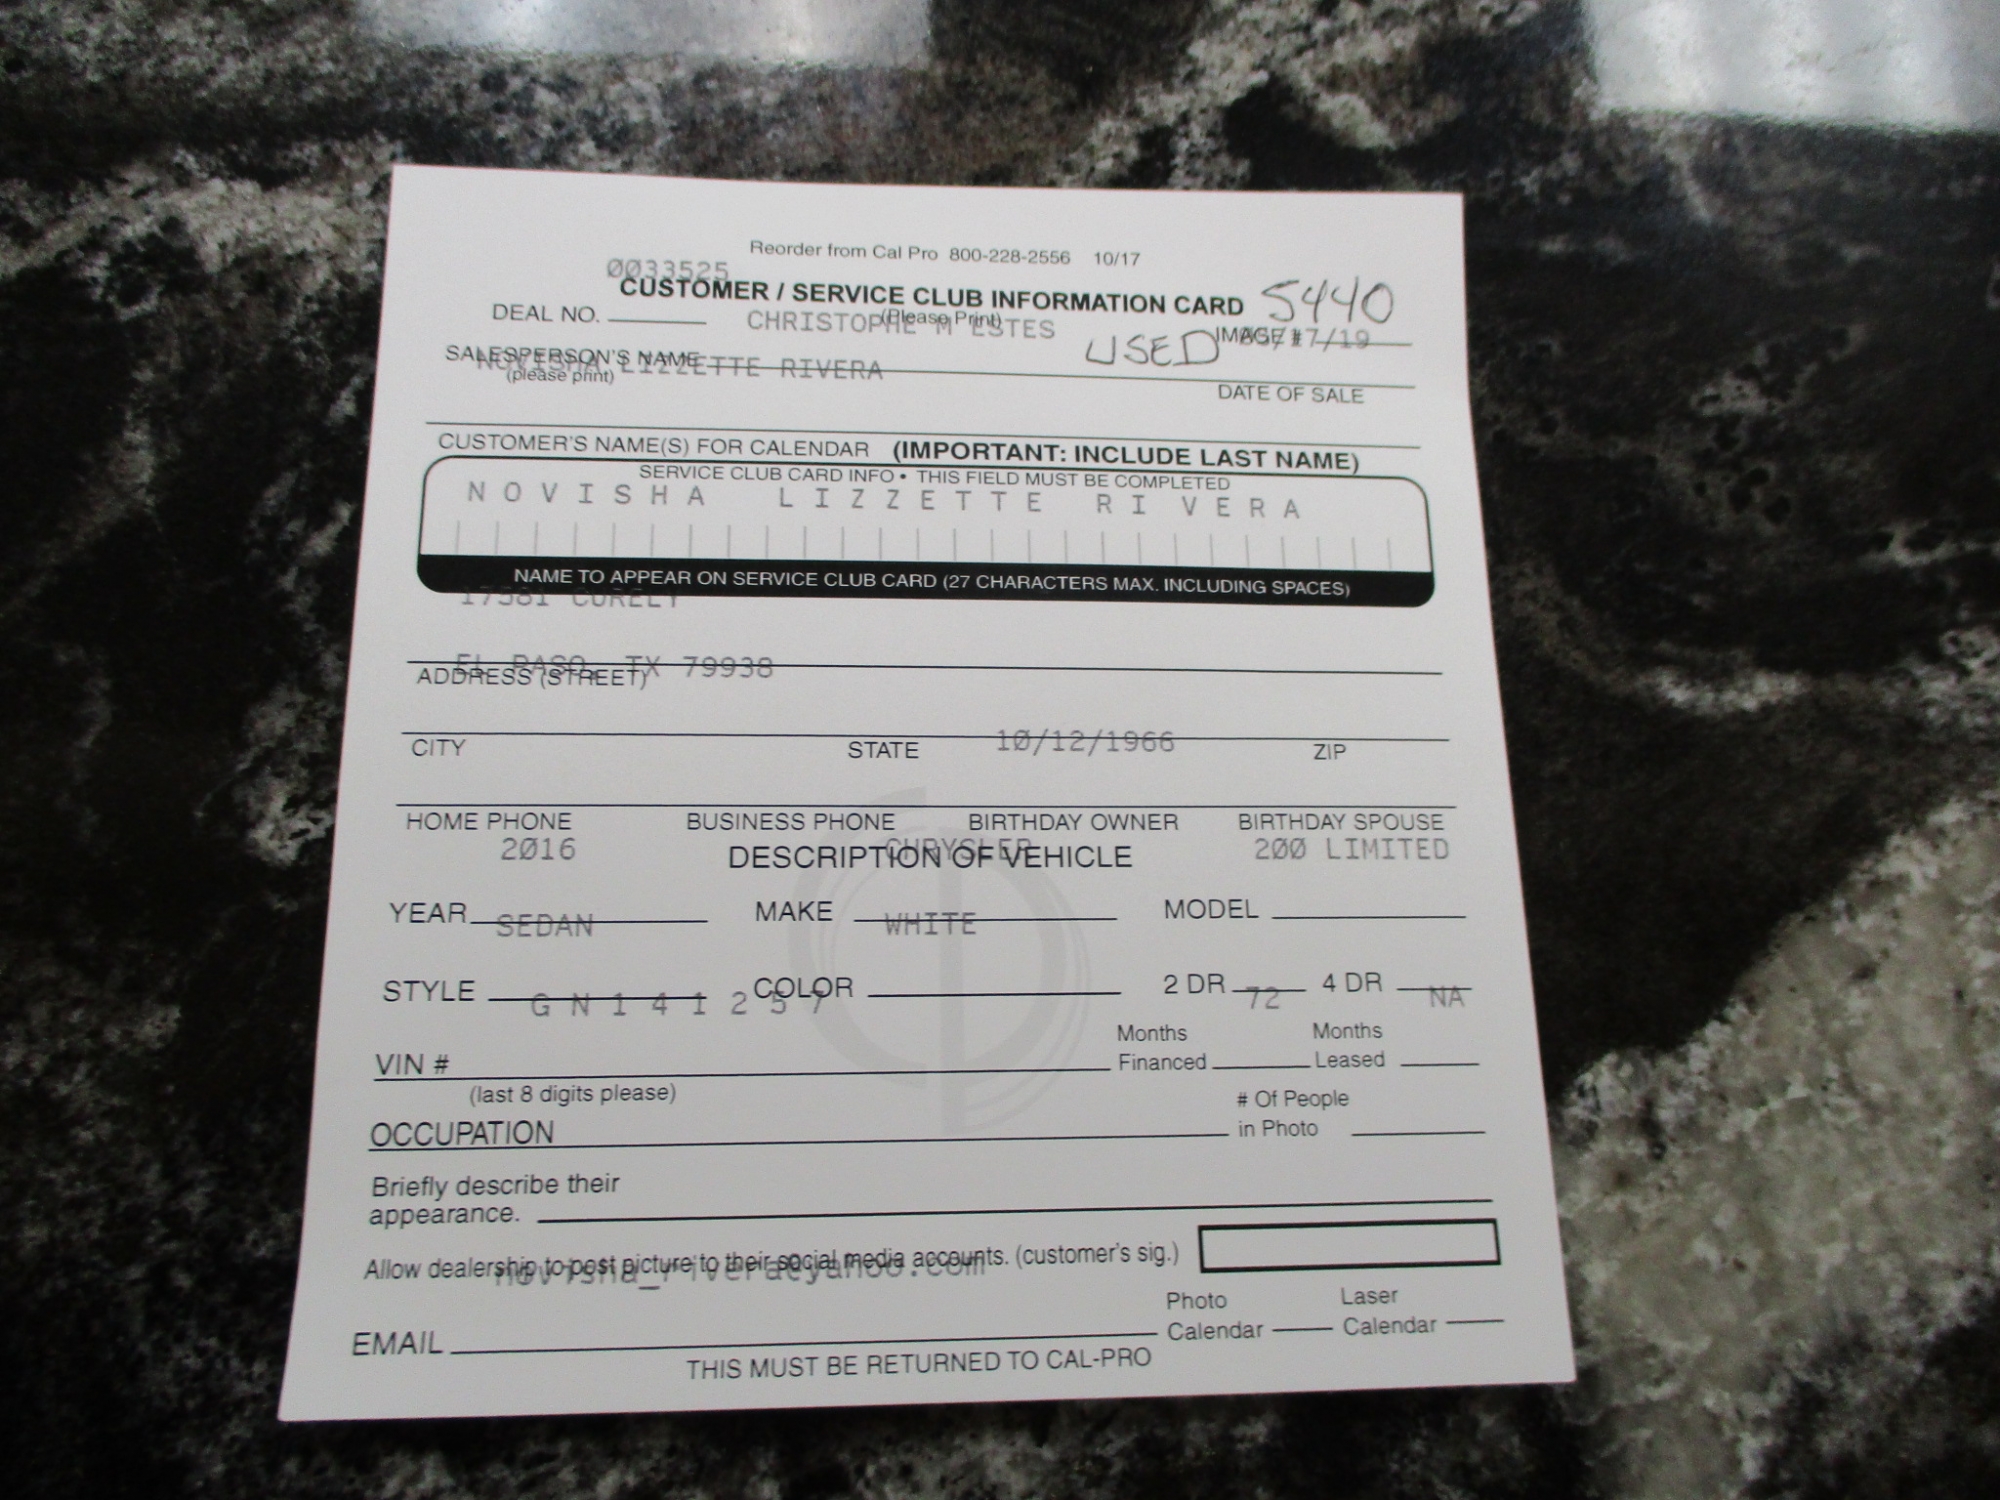 Reorder from Cal Pro 800-228-2556 10/17
0033525
CUSTOMER / SERVICE CLUB INFORMATION CARD 5440
DEAL NO. (Please Print)
CHRISTOPHE M ESTES
USED IMAGE # 7/19
SALESPERSON'S NAME
NOVISHA LIZZETTE RIVERA
(please print)
DATE OF SALE
CUSTOMER'S NAME(S) FOR CALENDAR (IMPORTANT: INCLUDE LAST NAME)
SERVICE CLUB CARD INFO • THIS FIELD MUST BE COMPLETED
NOVISHA LIZZETTE RIVERA
NAME TO APPEAR ON SERVICE CLUB CARD (27 CHARACTERS MAX. INCLUDING SPACES)
EL PASO, TX 79938
ADDRESS (STREET)
10/12/1966
CITY STATE ZIP
HOME PHONE BUSINESS PHONE BIRTHDAY OWNER BIRTHDAY SPOUSE
2016 CHRYSLER 200 LIMITED
DESCRIPTION OF VEHICLE
YEAR MAKE MODEL
SEDAN WHITE
STYLE COLOR 2 DR 4 DR
GN141257 72 NA
Months Financed Months Leased
VIN #
(last 8 digits please)
# Of People in Photo
OCCUPATION
Briefly describe their
appearance.
Allow dealership to post picture to their social media accounts. (customer's sig.)
novisha_rivera@yahoo.com
Photo Calendar Laser Calendar
EMAIL
THIS MUST BE RETURNED TO CAL-PRO